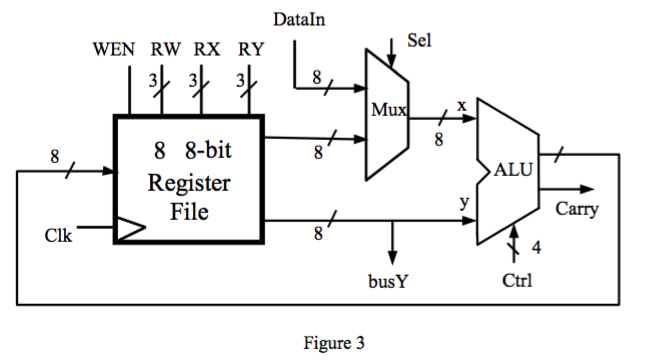 DataIn
Sel
WEN RW RX RY
3 3 3
8
Mux
x
8
8
8 8-bit
Register
File
8
ALU
y
Carry
Clk
8
4
busY
Ctrl
Figure 3